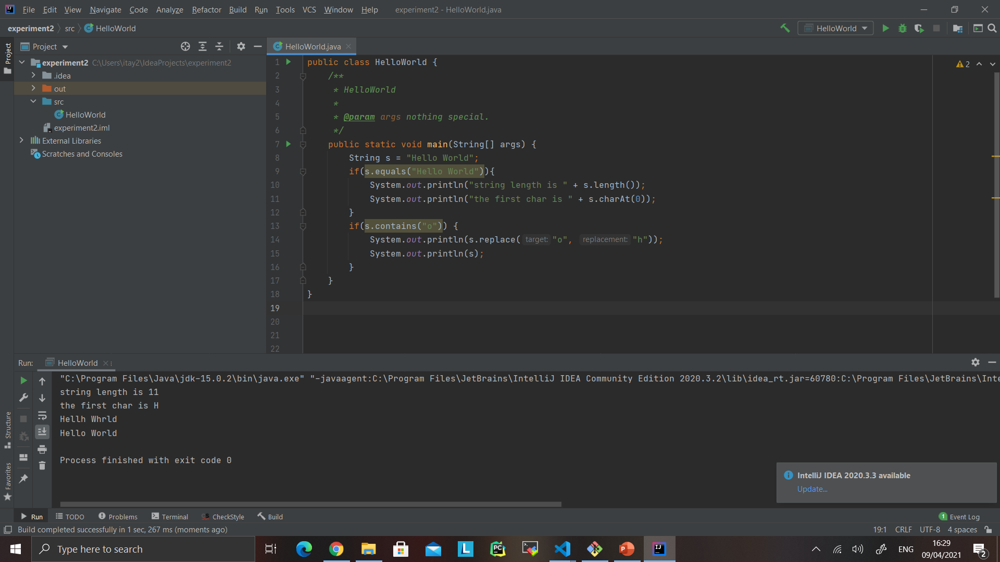 File Edit View Navigate Code Analyze Refactor Build Run Tools VCS Window Help experiment2 - HelloWorld.java
experiment2 src HelloWorld
HelloWorld
Project
Project
HelloWorld.java
experiment2 C:\Users\itay2\IdeaProjects\experiment2
.idea
out
src
HelloWorld
experiment2.iml
External Libraries
Scratches and Consoles
2
1 public class HelloWorld {
2 /**
3 * HelloWorld
4 *
5 * @param args nothing special.
6 */
7 public static void main(String[] args) {
8 String s = "Hello World";
9 if(s.equals("Hello World")){
10 System.out.println("string length is " + s.length());
11 System.out.println("the first char is " + s.charAt(0));
12 }
13 if(s.contains("o")) {
14 System.out.println(s.replace( target: "o", replacement: "h"));
15 System.out.println(s);
16 }
17 }
18 }
19
20
21
22
Run: HelloWorld
"C:\Program Files\Java\jdk-15.0.2\bin\java.exe" "-javaagent:C:\Program Files\JetBrains\IntelliJ IDEA Community Edition 2020.3.2\lib\idea_rt.jar=60780:C:\Program Files\JetBrains\Inte
string length is 11
the first char is H
Hellh Whrld
Hello World
Process finished with exit code 0
Structure
Favorites
IntelliJ IDEA 2020.3.3 available
Update...
Run TODO Problems Terminal CheckStyle Build
1 Event Log
Build completed successfully in 1 sec, 267 ms (moments ago)
19:1 CRLF UTF-8 4 spaces
Type here to search
ENG
16:29
09/04/2021
2